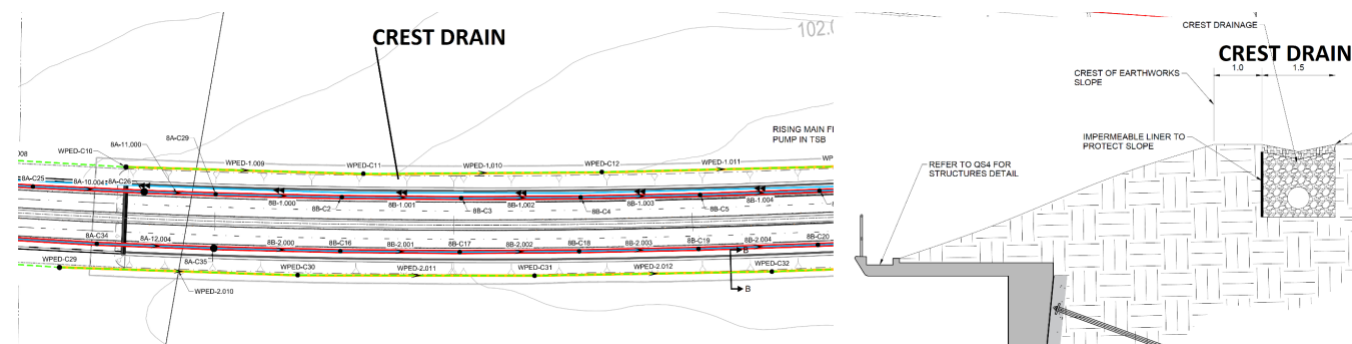 CREST DRAIN
102.0
RISING MAIN FI
PUMP IN TSB
WPED-C10
8A-11,000
8A-C29
WPED-1.009
WPED-C11
WPED-1,010
WPED-C12
WPED-1.011
WP
.008
8A-C25
8A-10.004
8A-C26
8B-1.000
8B-C2
8B-1.001
8B-C3
8B-1,002
8B-C4
8B-1.003
8B-C5
8B-1.004
8A-C34
8A-12,004
8A-C35
8B-2,000
8B-C16
8B-2.001
8B-C17
8B-2,002
8B-C18
8B-2.003
8B-C19
8B-2.004
8B-C20
WPED-C29
WPED-2.010
WPED-C30
WPED-2,011
WPED-C31
WPED-2.012
WPED-C32
B
B
CREST DRAINAGE
CREST DRAIN
1.0
1.5
CREST OF EARTHWORKS
SLOPE
IMPERMEABLE LINER TO
PROTECT SLOPE
REFER TO QS4 FOR
STRUCTURES DETAIL